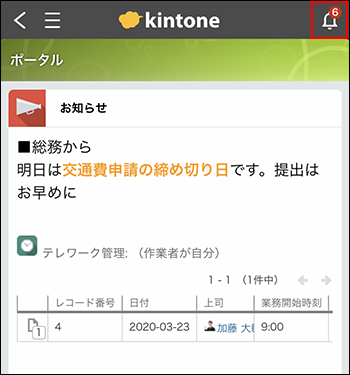 kintone
6
ポータル
お知らせ
■総務から
明日は交通費申請の締め切り日です。提出は
お早めに
テレワーク管理: （作業者が自分）
1 - 1 （1件中）
レコード番号 日付 上司 業務開始時刻
1 4 2020-03-23 加藤 大 9:00